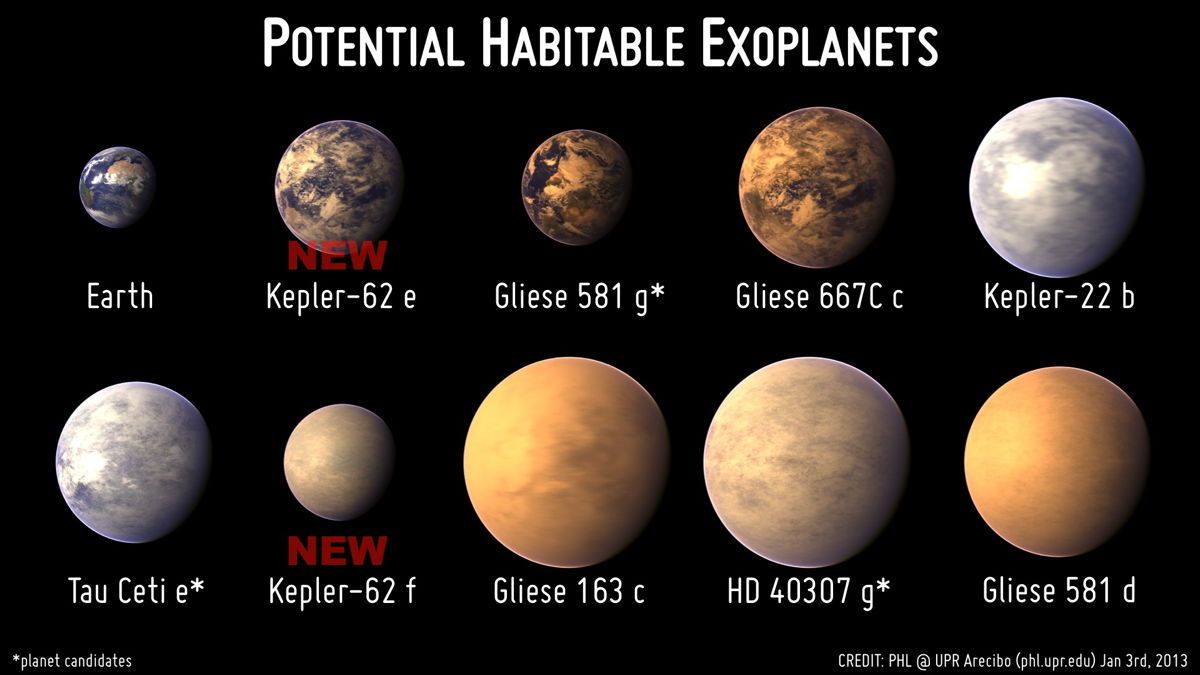 POTENTIAL HABITABLE EXOPLANETS
NEW
Earth
Kepler-62 e
Gliese 581 g*
Gliese 667C c
Kepler-22 b
NEW
Tau Ceti e*
Kepler-62 f
Gliese 163 c
HD 40307 g*
Gliese 581 d
*planet candidates
CREDIT: PHL @ UPR Arecibo (phl.upr.edu) Jan 3rd, 2013